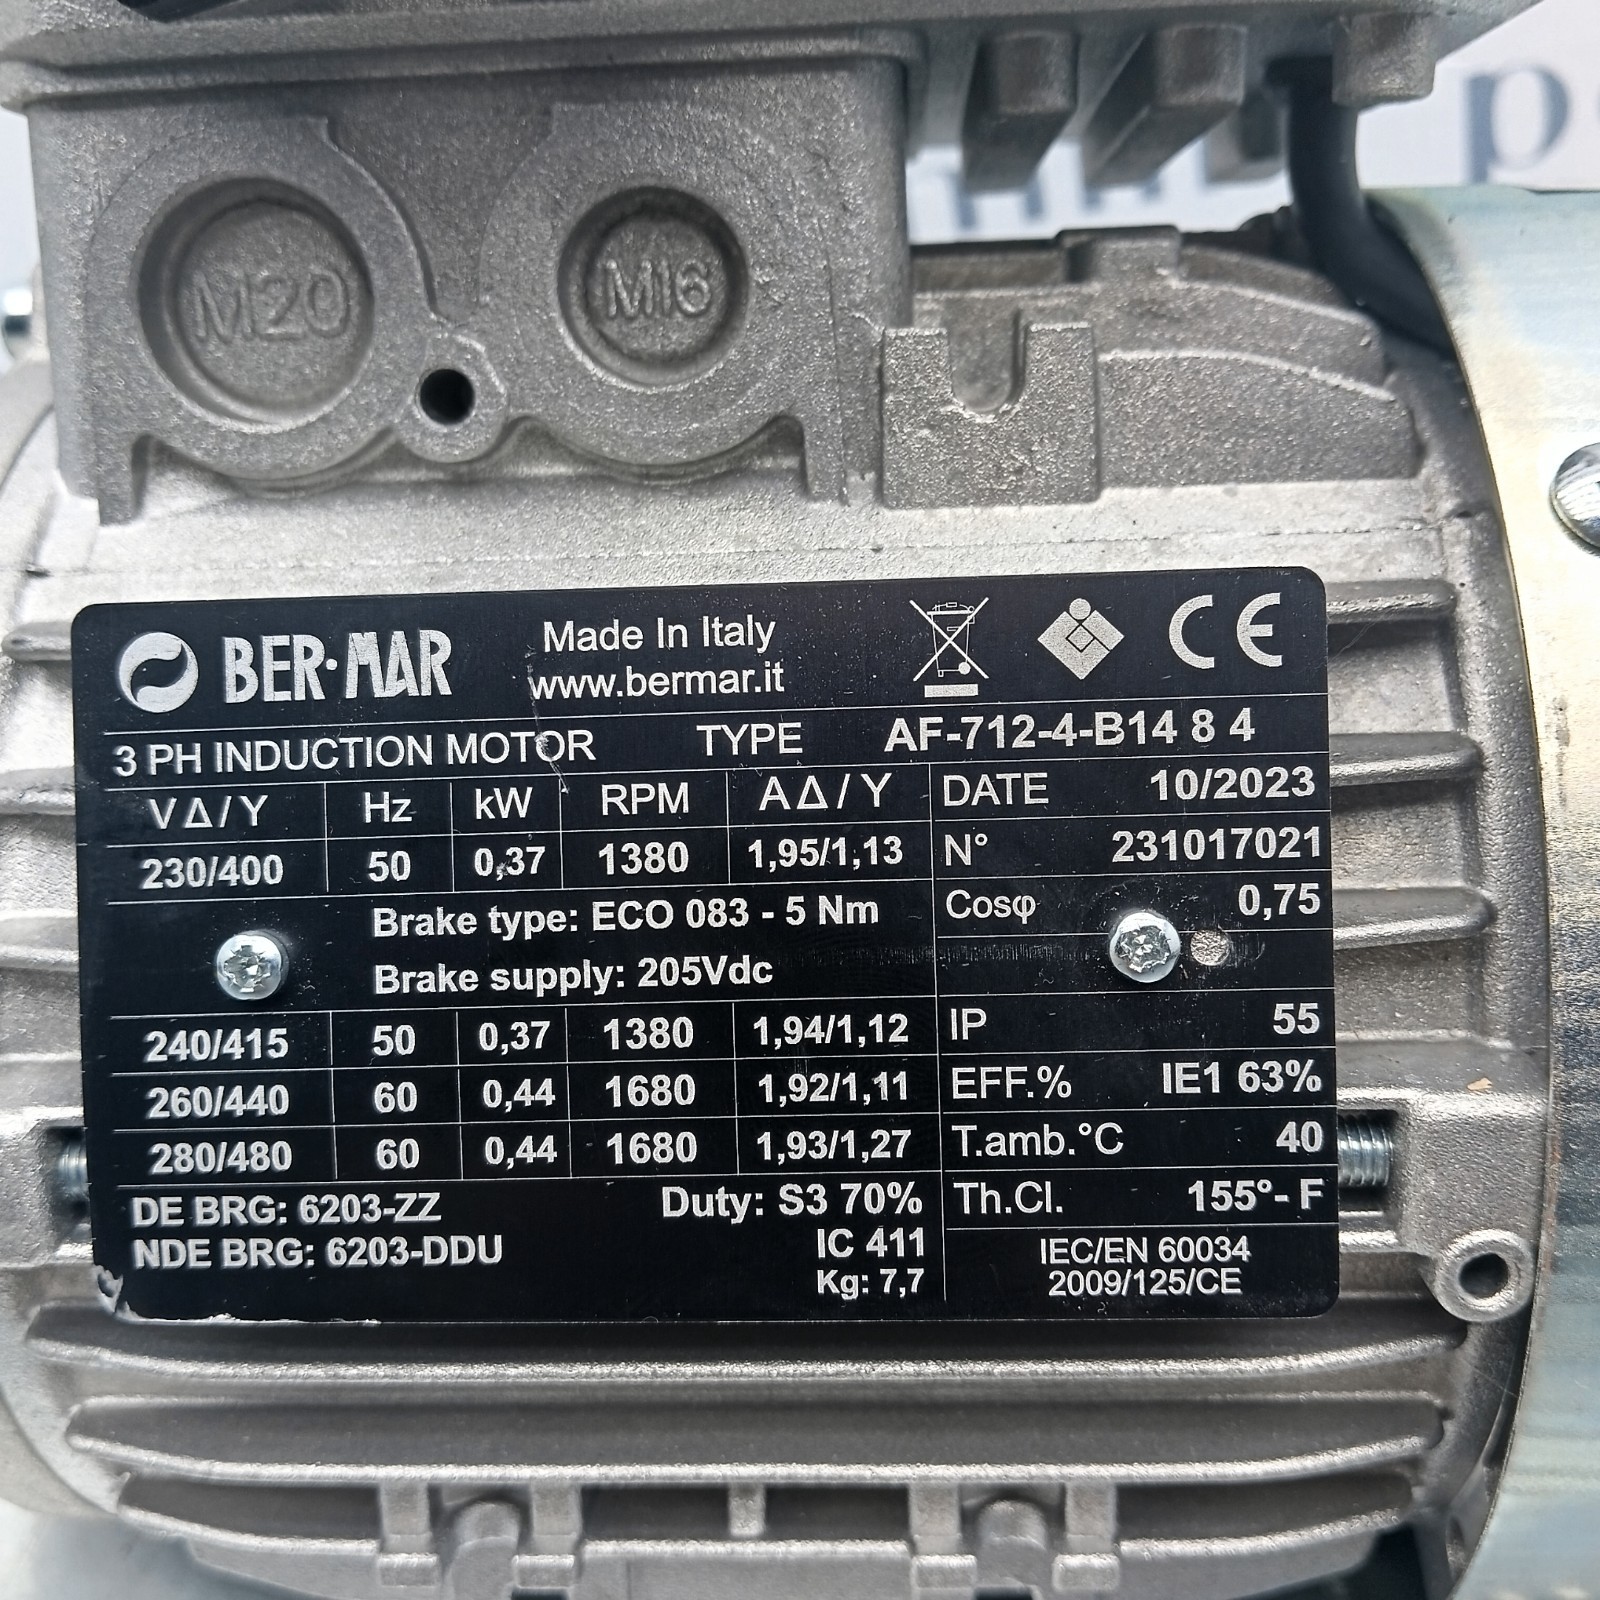 M20
M16
BER·MAR
Made In Italy
www.bermar.it
CE
3 PH INDUCTION MOTOR TYPE AF-712-4-B14 8 4
V Δ / Y Hz kW RPM A Δ / Y
230/400 50 0,37 1380 1,95/1,13
Brake type: ECO 083 - 5 Nm
Brake supply: 205Vdc
240/415 50 0,37 1380 1,94/1,12
260/440 60 0,44 1680 1,92/1,11
280/480 60 0,44 1680 1,93/1,27
DE BRG: 6203-ZZ
NDE BRG: 6203-DDU
Duty: S3 70%
IC 411
Kg: 7,7
DATE 10/2023
N° 231017021
Cosφ 0,75
IP 55
EFF.% IE1 63%
T.amb.°C 40
Th.Cl. 155°- F
IEC/EN 60034
2009/125/CE